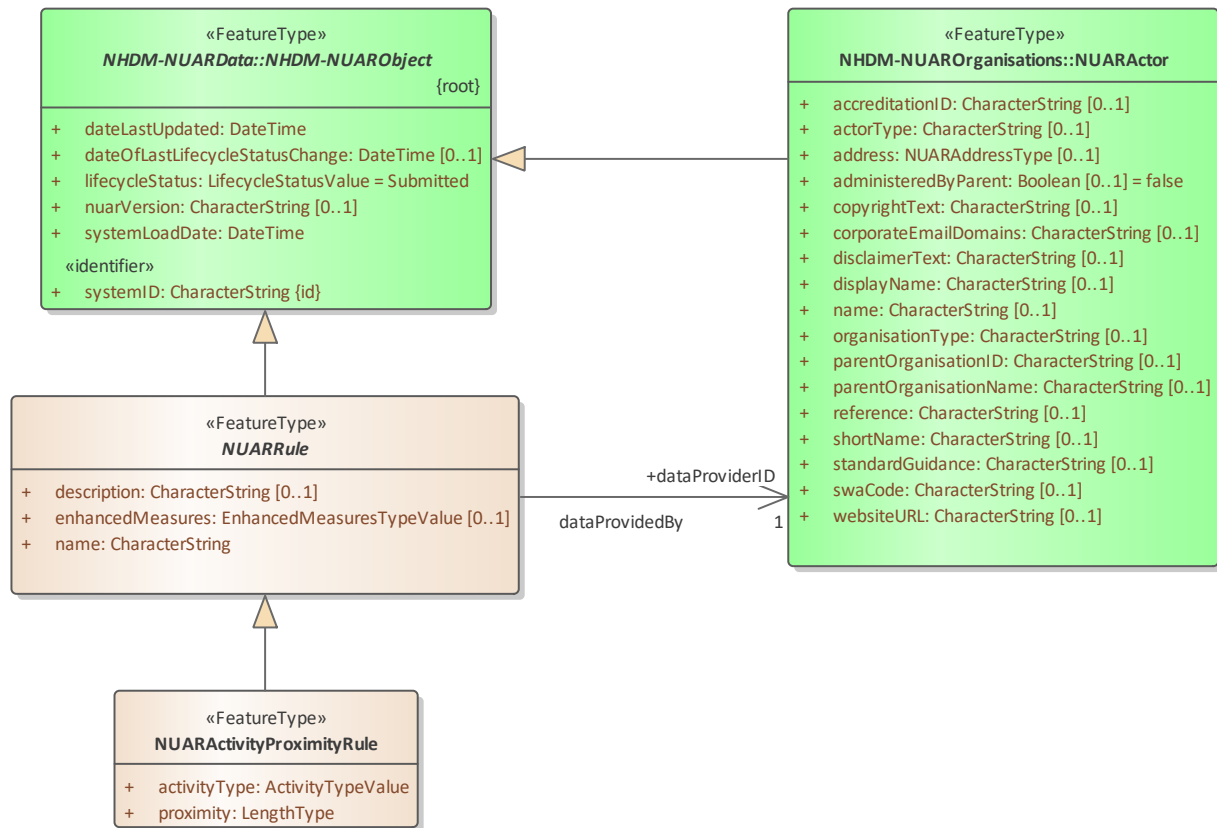 «FeatureType»
NHDM-NUARData::NHDM-NUARObject
{root}
+ dateLastUpdated: DateTime
+ dateOfLastLifecycleStatusChange: DateTime [0..1]
+ lifecycleStatus: LifecycleStatusValue = Submitted
+ nuarVersion: CharacterString [0..1]
+ systemLoadDate: DateTime
«identifier»
+ systemID: CharacterString {id}
«FeatureType»
NHDM-NUAROrganisations::NUARActor
+ accreditationID: CharacterString [0..1]
+ actorType: CharacterString [0..1]
+ address: NUARAddressType [0..1]
+ administeredByParent: Boolean [0..1] = false
+ copyrightText: CharacterString [0..1]
+ corporateEmailDomains: CharacterString [0..1]
+ disclaimerText: CharacterString [0..1]
+ displayName: CharacterString [0..1]
+ name: CharacterString [0..1]
+ organisationType: CharacterString [0..1]
+ parentOrganisationID: CharacterString [0..1]
+ parentOrganisationName: CharacterString [0..1]
+ reference: CharacterString [0..1]
+ shortName: CharacterString [0..1]
+ standardGuidance: CharacterString [0..1]
+ swaCode: CharacterString [0..1]
+ websiteURL: CharacterString [0..1]
«FeatureType»
NUARRule
+ description: CharacterString [0..1]
+ enhancedMeasures: EnhancedMeasuresTypeValue [0..1]
+ name: CharacterString
+dataProviderID
dataProvidedBy 1
«FeatureType»
NUARActivityProximityRule
+ activityType: ActivityTypeValue
+ proximity: LengthType